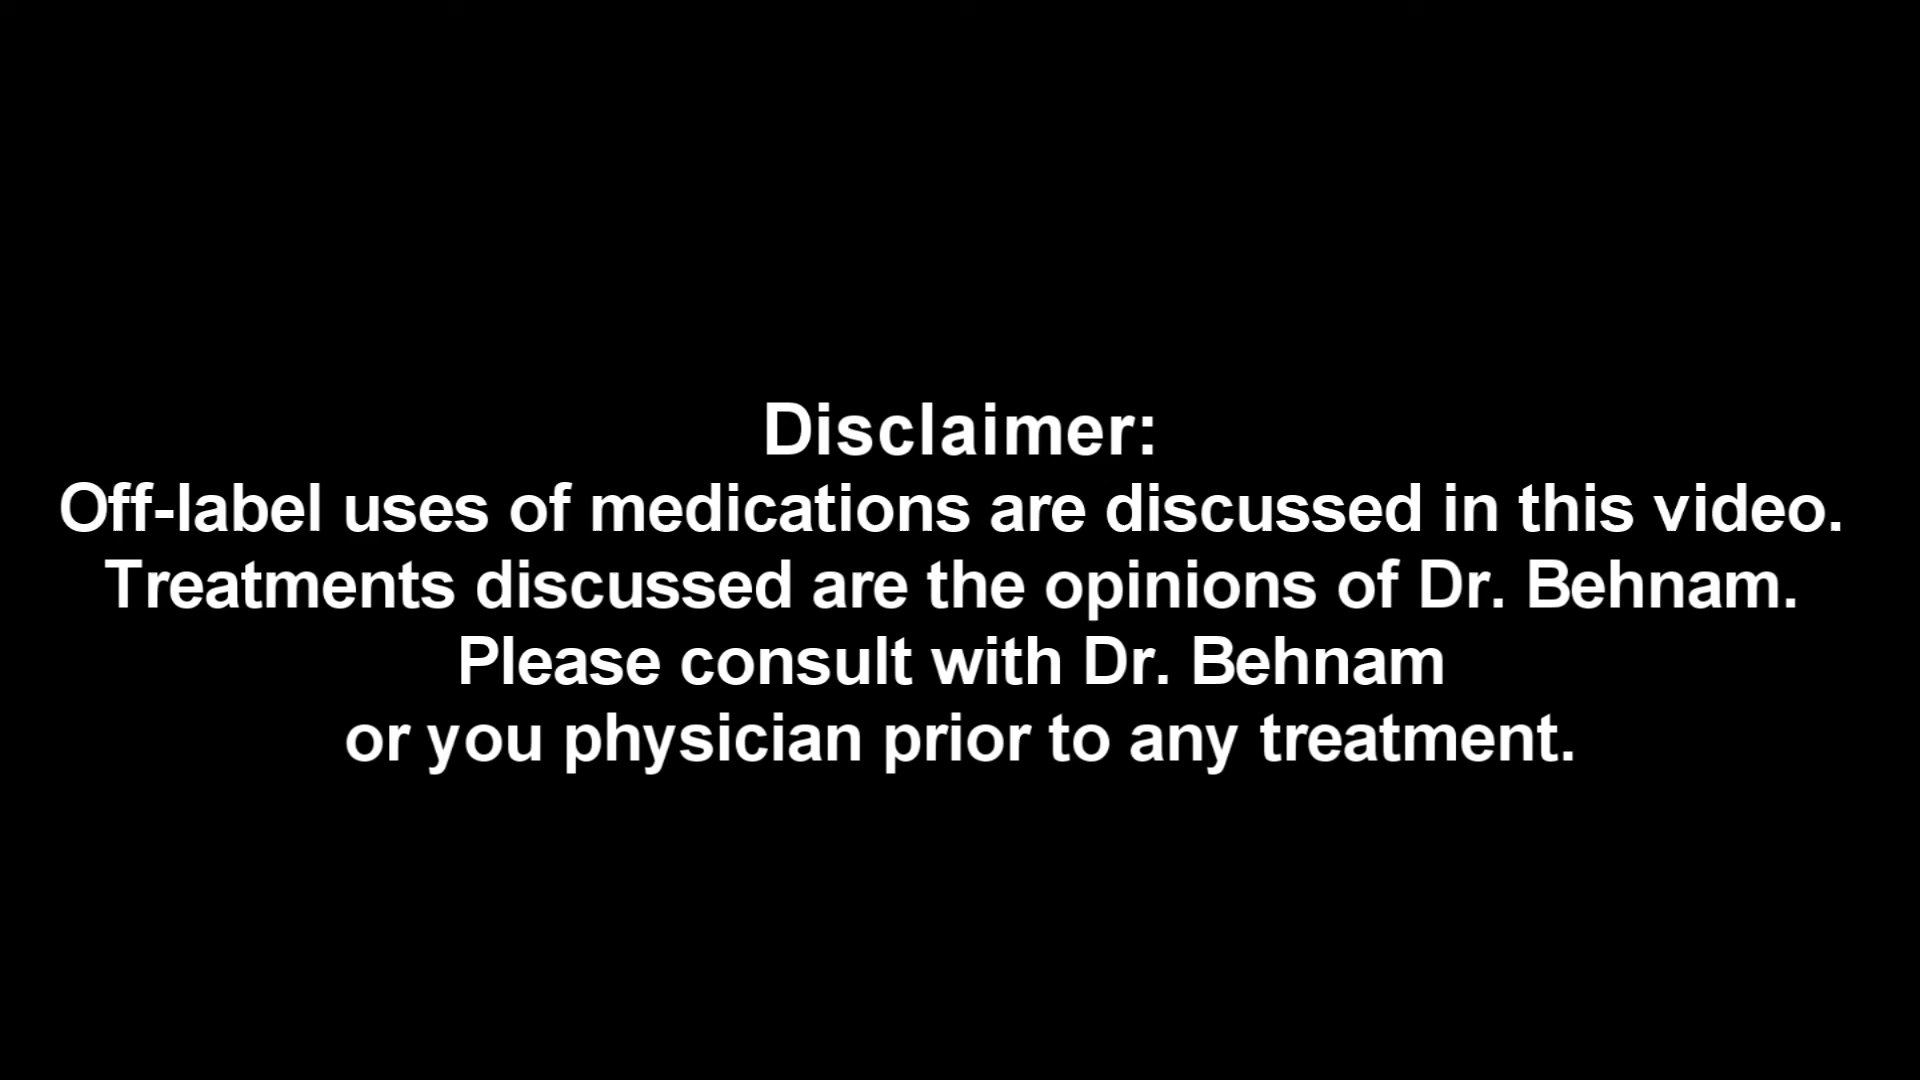 Disclaimer:
Off-label uses of medications are discussed in this video.
Treatments discussed are the opinions of Dr. Behnam.
Please consult with Dr. Behnam
or you physician prior to any treatment.